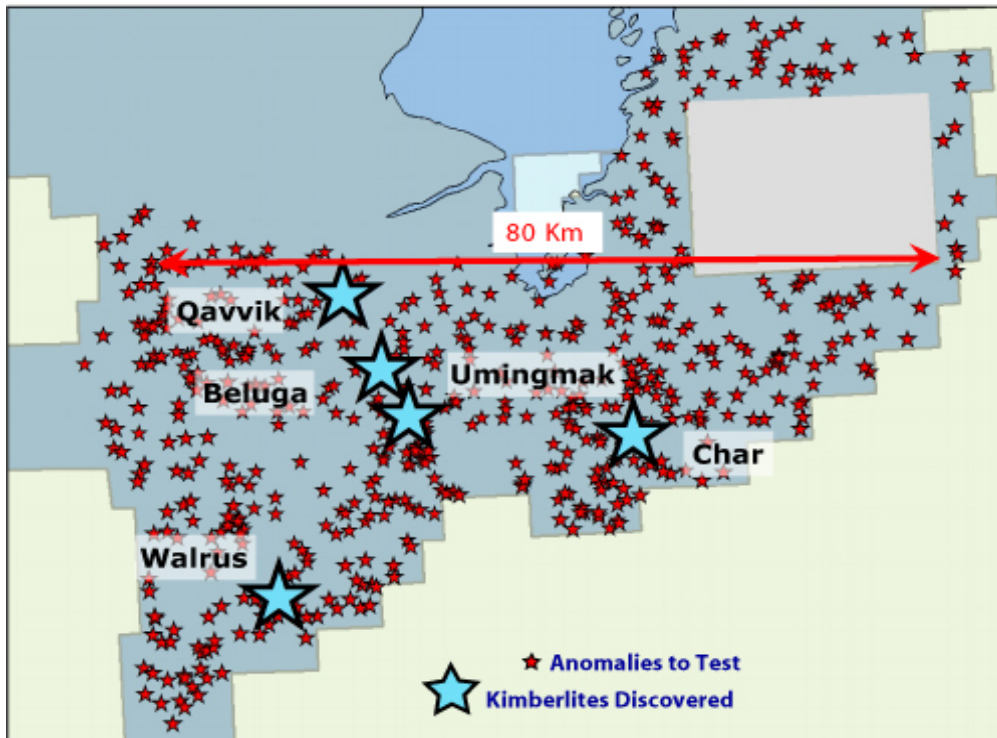 80 Km
Qavvik
Beluga
Umingmak
Char
Walrus
Anomalies to Test
Kimberlites Discovered